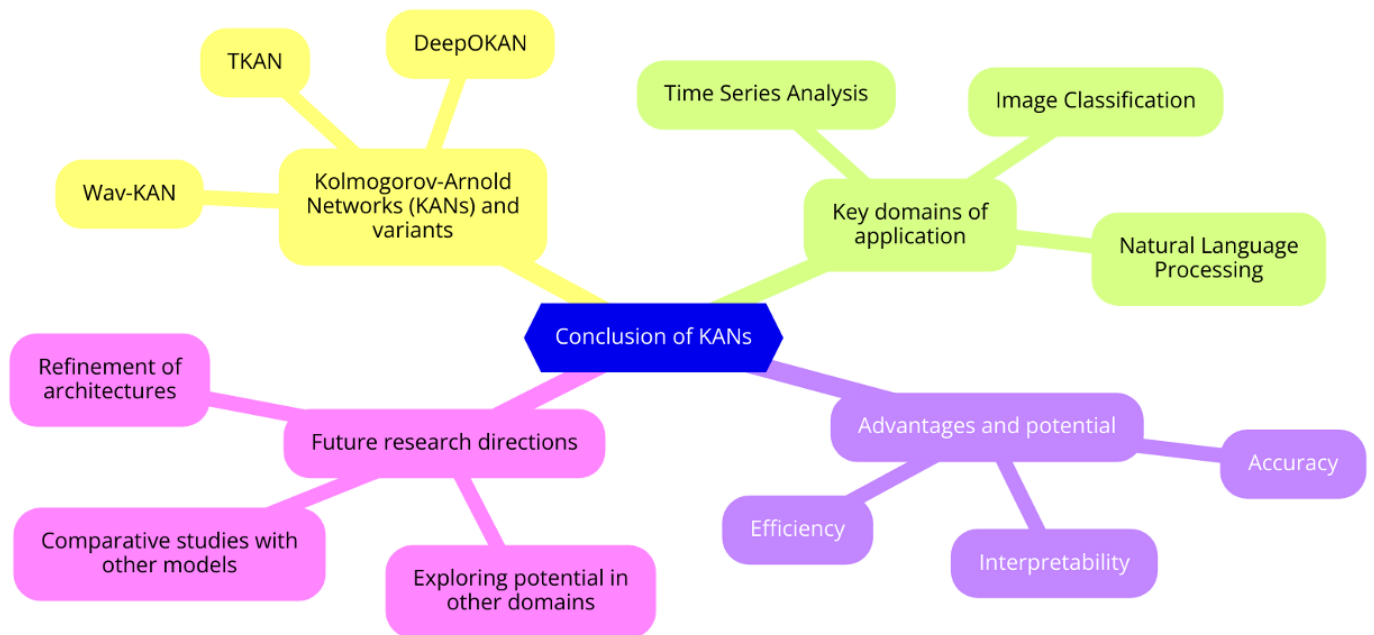 DeepOKAN
TKAN
Wav-KAN
Kolmogorov-Arnold
Networks (KANs) and
variants
Time Series Analysis
Image Classification
Key domains of
application
Natural Language
Processing
Conclusion of KANs
Refinement of
architectures
Future research directions
Comparative studies with
other models
Exploring potential in
other domains
Advantages and potential
Accuracy
Efficiency
Interpretability